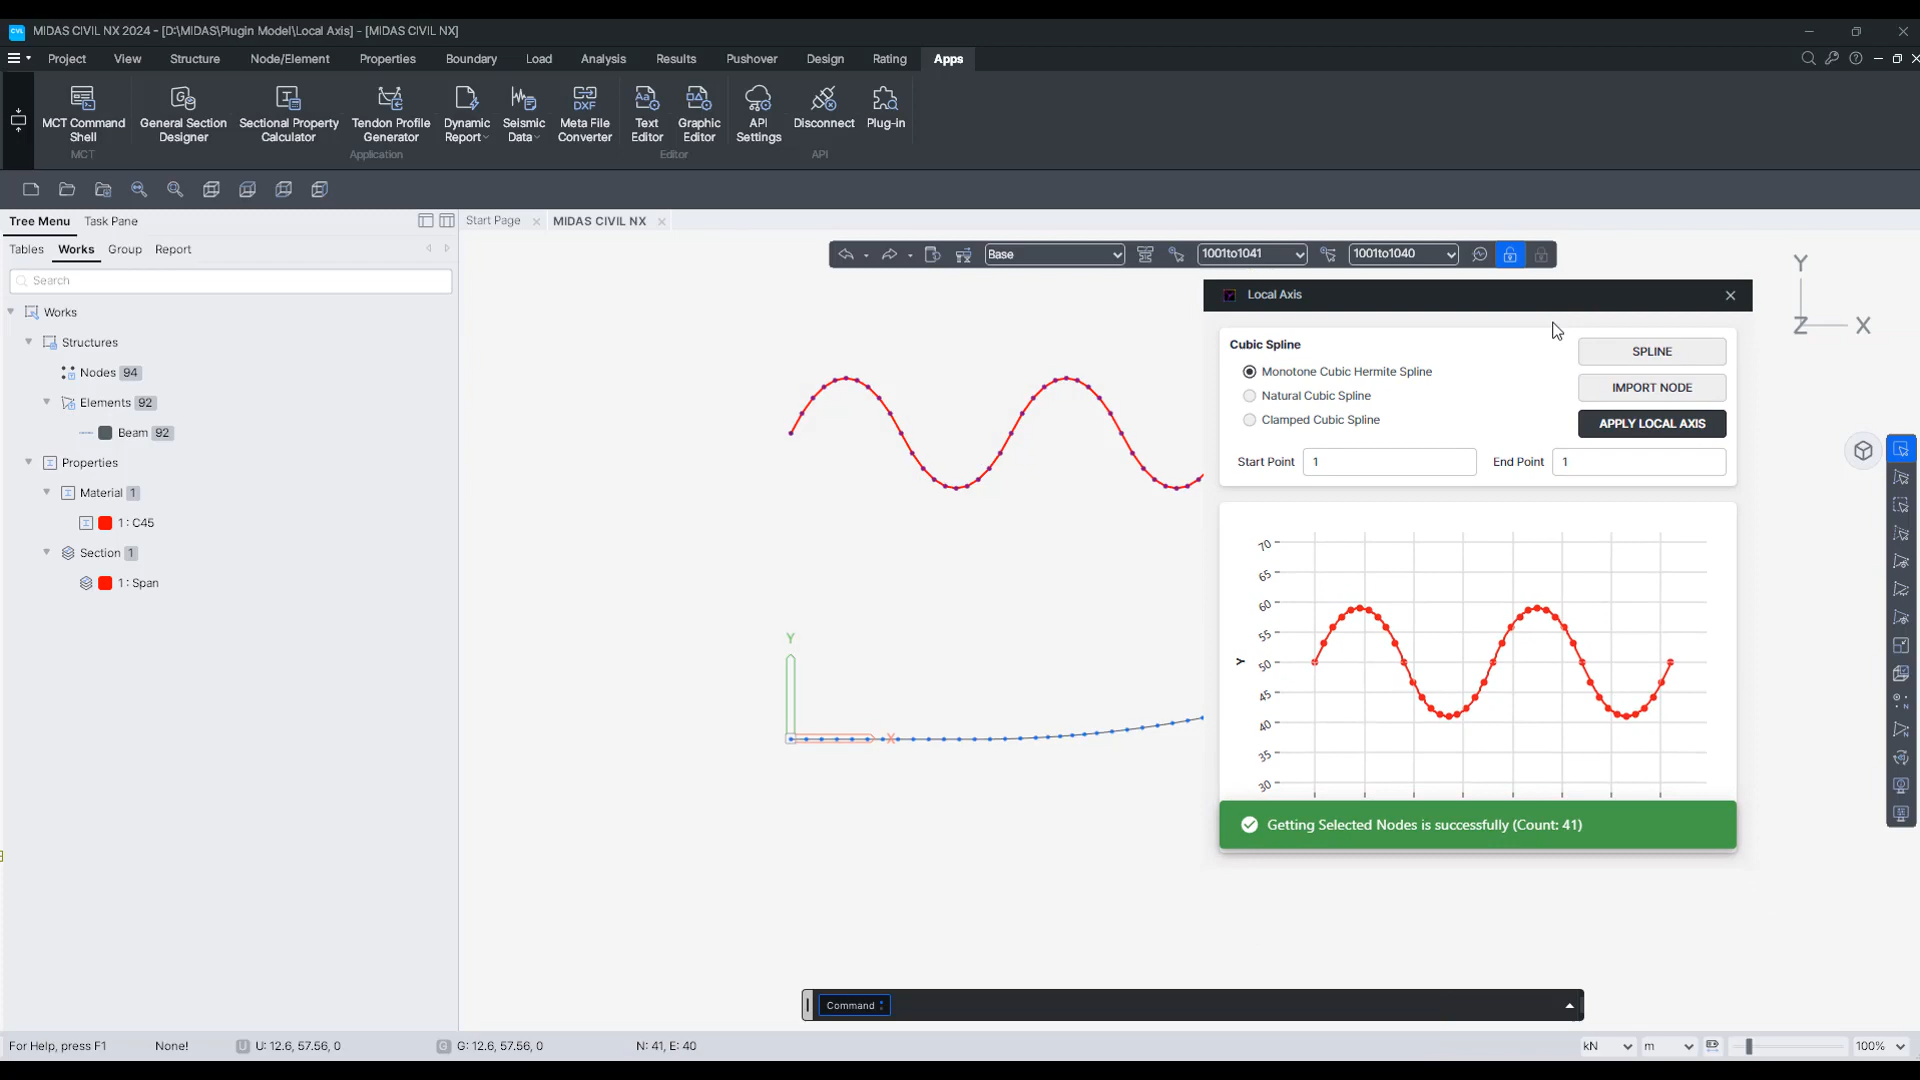 MIDAS CIVIL NX 2024 - [D:\MIDAS\Plugin Model\Local Axis] - [MIDAS CIVIL NX]
Project View Structure Node/Element Properties Boundary Load Analysis Results Pushover Design Rating Apps
MCT Command Shell
General Section Designer
Sectional Property Calculator
Tendon Profile Generator
Dynamic Report
Seismic Data
DXF
Meta File Converter
Text Editor
Graphic Editor
API Settings
Disconnect
Plug-in
MCT Application Editor API
Tree Menu Task Pane
Start Page MIDAS CIVIL NX
Tables Works Group Report
Search
Base 1001to1041 1001to1040
Works
Structures
Nodes 94
Elements 92
Beam 92
Properties
Material 1
1 : C45
Section 1
1 : Span
Y
X
Y
Z X
Local Axis
Cubic Spline
Monotone Cubic Hermite Spline
Natural Cubic Spline
Clamped Cubic Spline
SPLINE
IMPORT NODE
APPLY LOCAL AXIS
Start Point 1 End Point 1
70
65
60
55
50
45
40
35
30
Y
Getting Selected Nodes is successfully (Count: 41)
Command :
For Help, press F1 None! U U: 12.6, 57.56, 0 G G: 12.6, 57.56, 0 N: 41, E: 40 kN m 100%